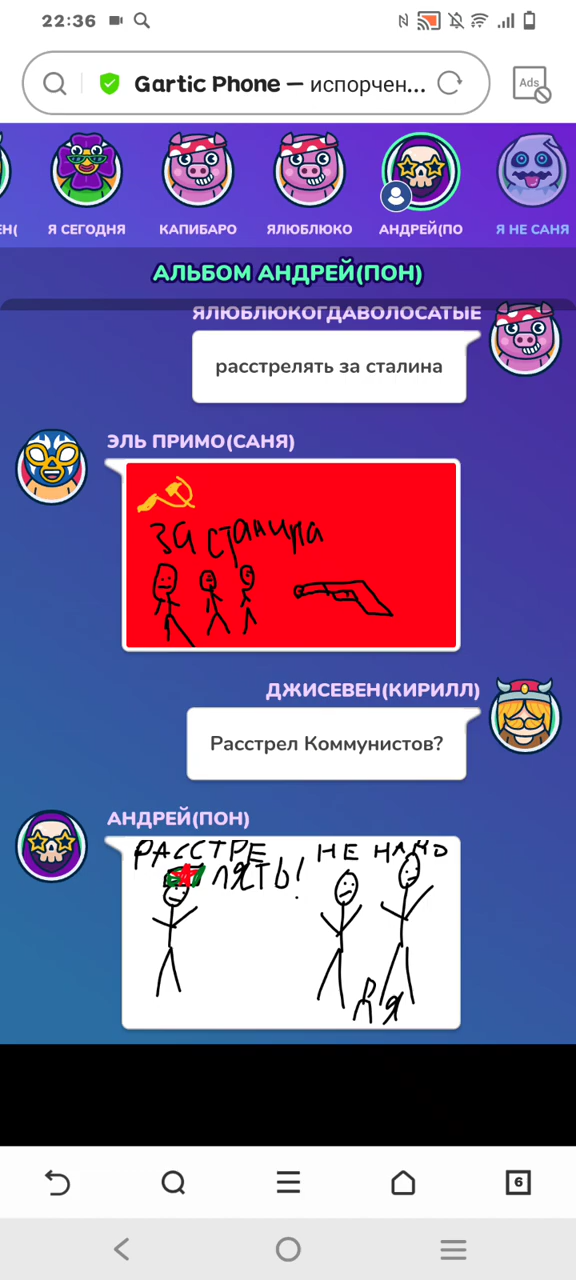 22:36
Gartic Phone — испорчен...
Ads
ЕН(
Я СЕГОДНЯ
КАПИБАРО
ЯЛЮБЛЮКО
АНДРЕЙ(ПО
Я НЕ САНЯ
АЛЬБОМ АНДРЕЙ(ПОН)
ЯЛЮБЛЮКОГДАВОЛОСАТЫЕ
расстрелять за сталина
ЭЛЬ ПРИМО(САНЯ)
За сталина
ДЖИСЕВЕН(КИРИЛЛ)
Расстрел Коммунистов?
АНДРЕЙ(ПОН)
РАССТРЕ
ЛЯТЬ!
НЕ НАДО
ДЯ
6